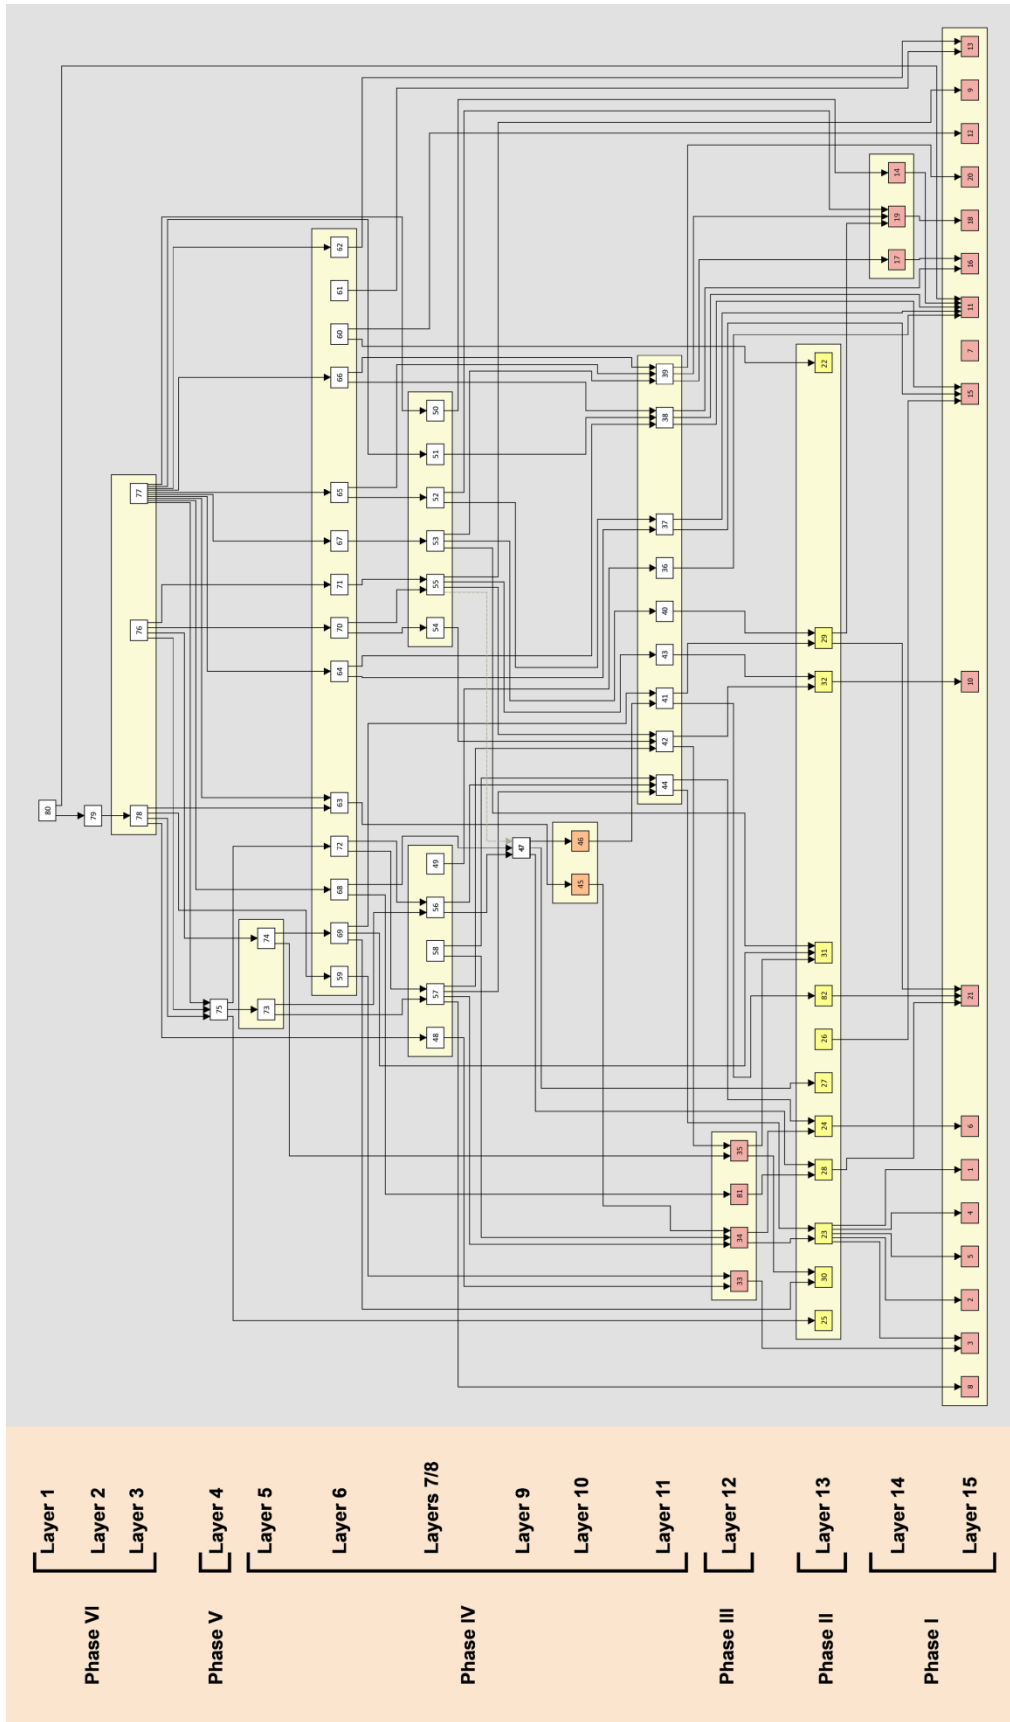 Phase VI
Phase V
Phase IV
Phase III
Phase II
Phase I
Layer 1
Layer 2
Layer 3
Layer 4
Layer 5
Layer 6
Layers 7/8
Layer 9
Layer 10
Layer 11
Layer 12
Layer 13
Layer 14
Layer 15
80
79
78 76 77
75
73 74
59 69 68 72 63 64 70 71 67 65 66 60 61 62
48 57 58 56 49 54 55 53 52 51 50
47
45 46
44 42 41 43 40 36 37 38 39
33 34 81 35
25 30 23 28 24 27 26 82 31 32 29 22
17 19 14
8 3 2 5 4 1 6 21 10 15 7 11 16 18 20 12 9 13